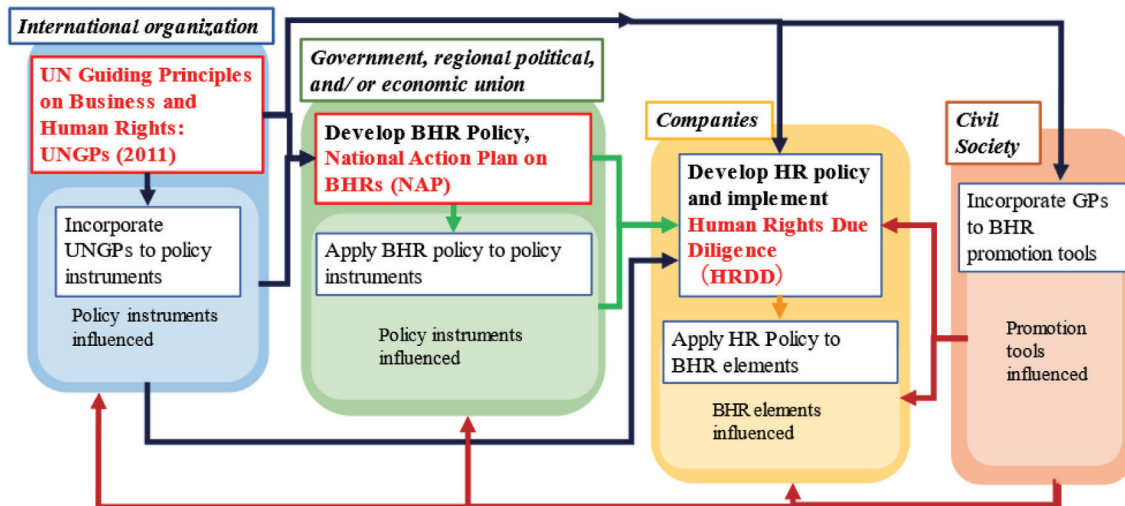 International organization
UN Guiding Principles
on Business and
Human Rights:
UNGPs (2011)
Incorporate
UNGPs to policy
instruments
Policy instruments
influenced
Government, regional political,
and/ or economic union
Develop BHR Policy,
National Action Plan on
BHRs (NAP)
Apply BHR policy to policy
instruments
Policy instruments
influenced
Companies
Develop HR policy
and implement
Human Rights Due
Diligence
（HRDD）
Apply HR Policy to
BHR elements
BHR elements
influenced
Civil
Society
Incorporate GPs
to BHR
promotion tools
Promotion
tools
influenced